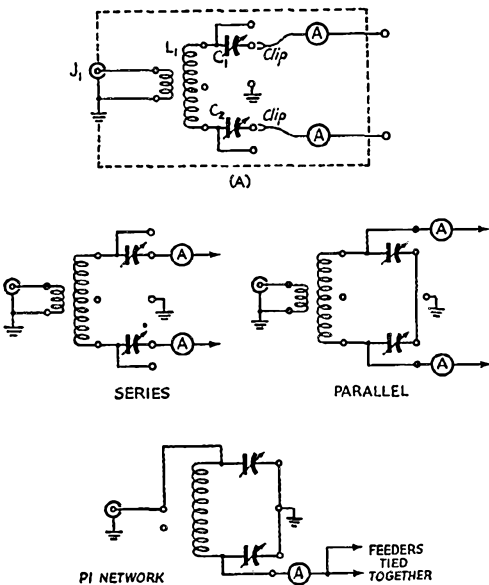 J1
L1
C1
Clip
A
C2
Clip
A
(A)
A
A
SERIES
A
A
PARALLEL
A
FEEDERS
TIED
TOGETHER
PI NETWORK